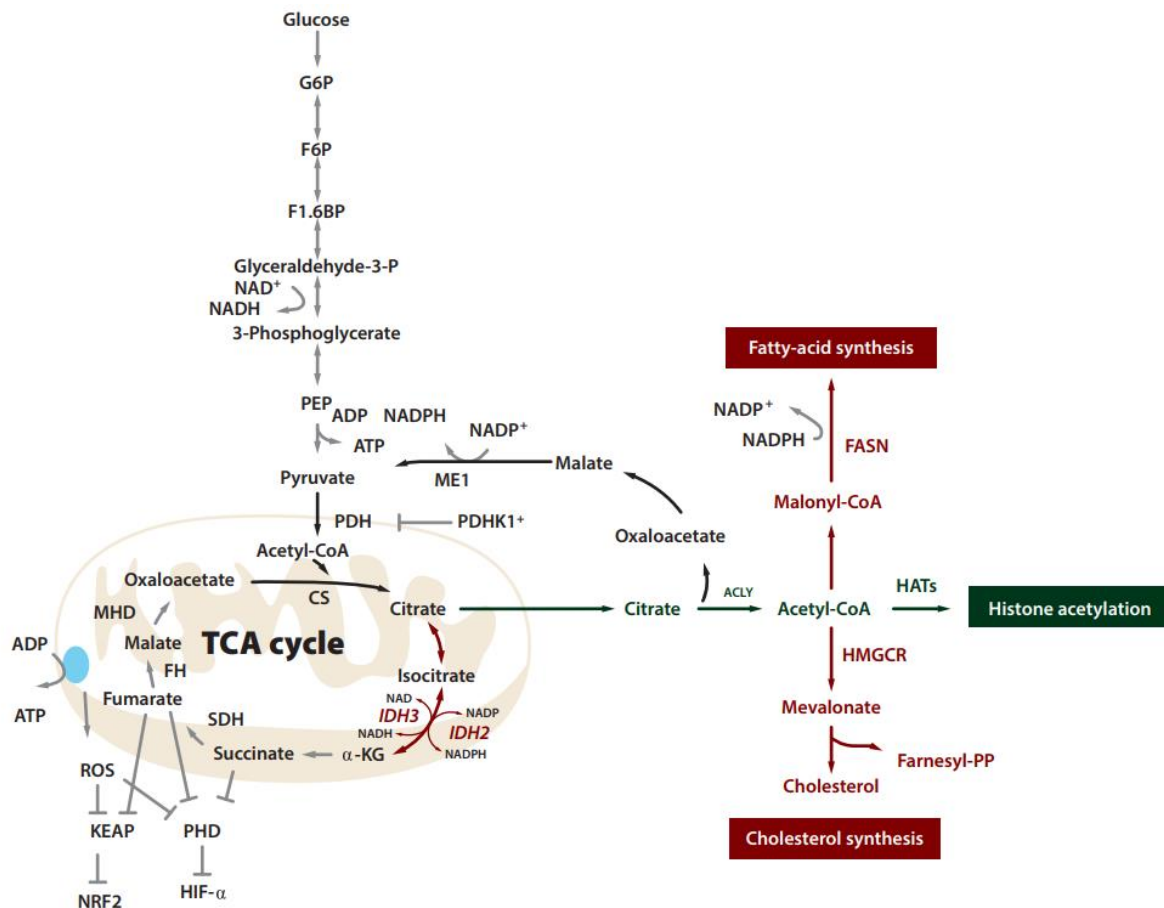 Glucose
G6P
F6P
F1.6BP
Glyceraldehyde-3-P
NAD+
NADH
3-Phosphoglycerate
PEP
ADP
ATP
NADPH
NADP+
Pyruvate
ME1
Malate
PDH
PDHK1+
Oxaloacetate
Acetyl-CoA
Oxaloacetate
CS
Citrate
MHD
Malate
TCA cycle
FH
Fumarate
ADP
ATP
SDH
Succinate
α-KG
Isocitrate
NAD
IDH3
NADH
NADP
IDH2
NADPH
ROS
KEAP
PHD
NRF2
HIF-α
Citrate
ACLY
Acetyl-CoA
HATs
Histone acetylation
Fatty-acid synthesis
NADP+
NADPH
FASN
Malonyl-CoA
HMGCR
Mevalonate
Farnesyl-PP
Cholesterol
Cholesterol synthesis